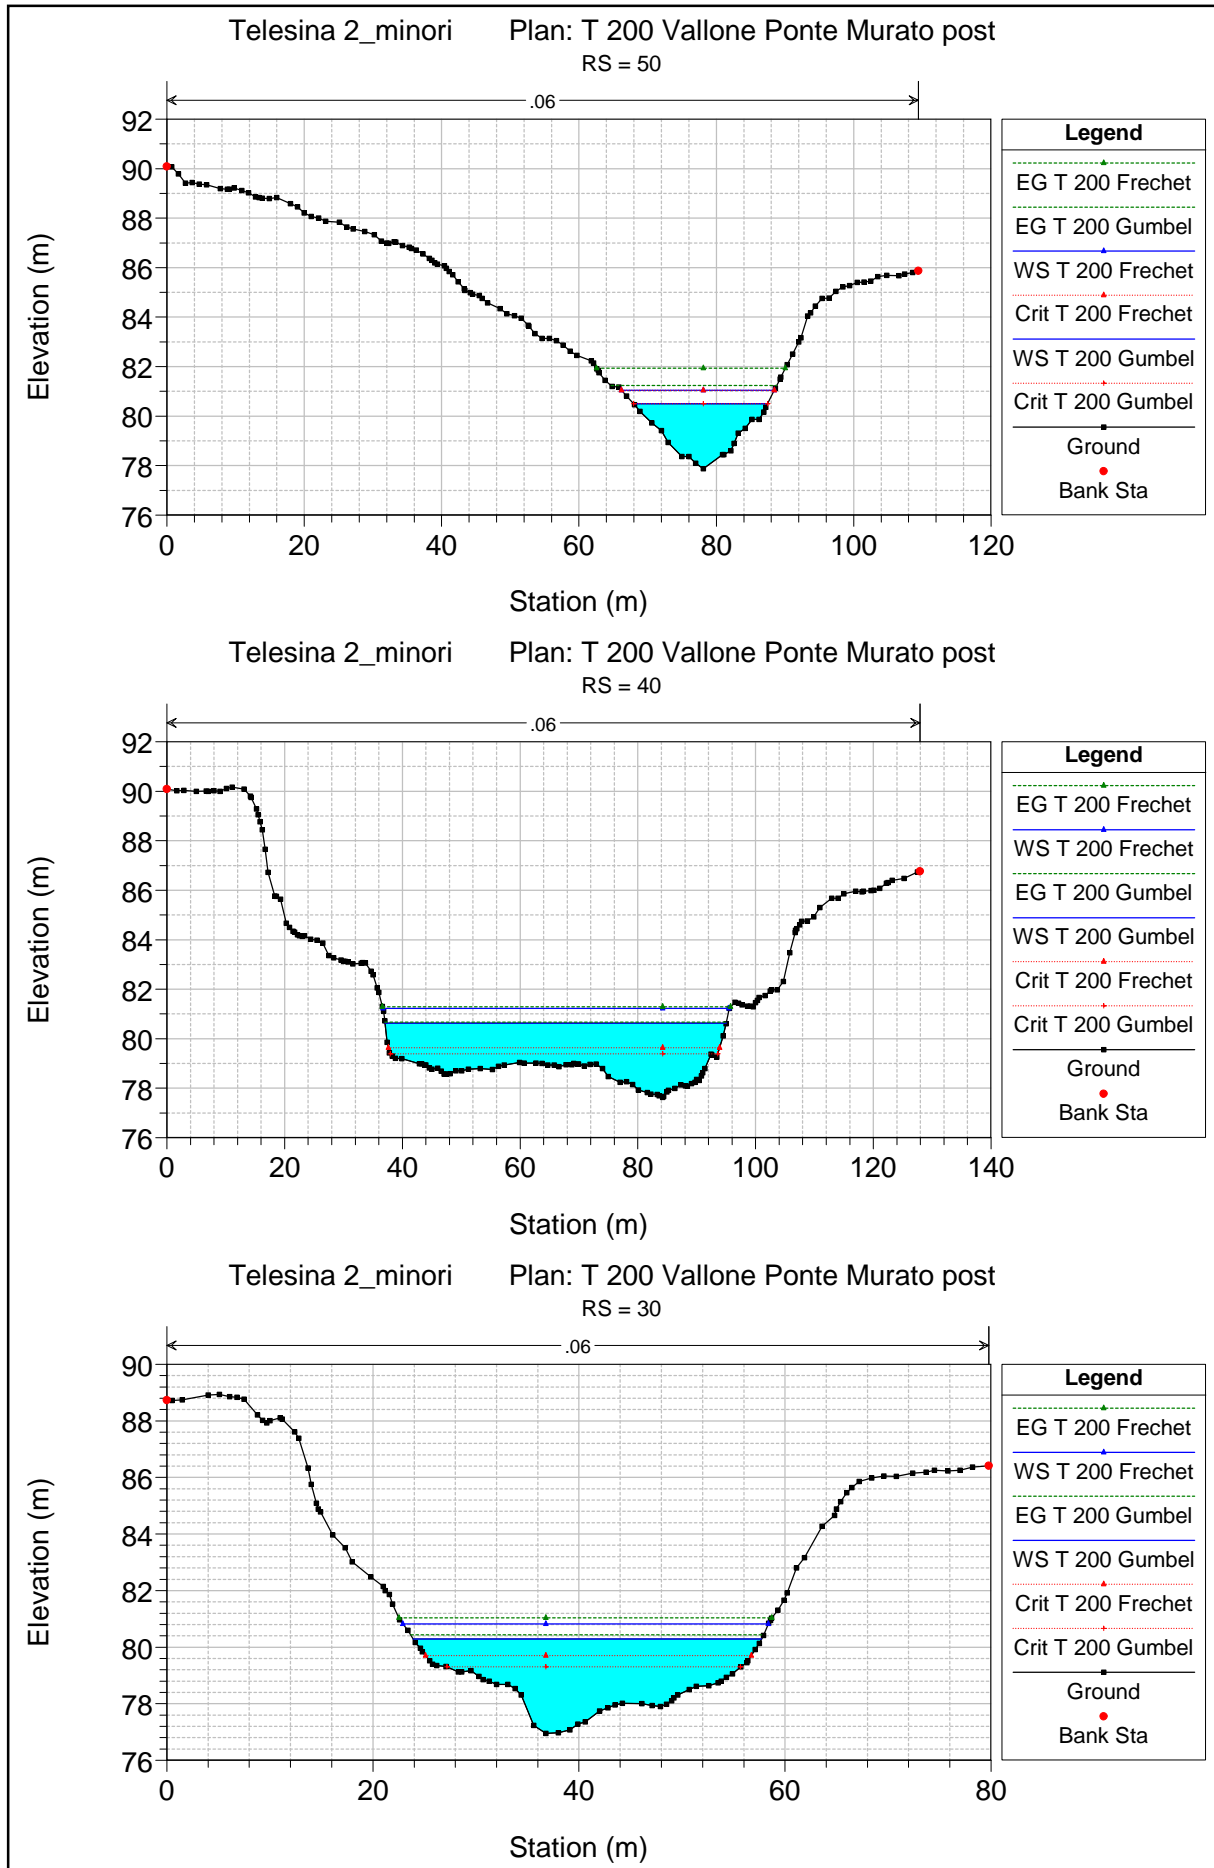 Telesina 2_minori Plan: T 200 Vallone Ponte Murato post
RS = 50
.06
92
90
88
86
84
82
80
78
76
Elevation (m)
0 20 40 60 80 100 120
Station (m)
Legend
EG T 200 Frechet
EG T 200 Gumbel
WS T 200 Frechet
Crit T 200 Frechet
WS T 200 Gumbel
Crit T 200 Gumbel
Ground
Bank Sta
Telesina 2_minori Plan: T 200 Vallone Ponte Murato post
RS = 40
.06
92
90
88
86
84
82
80
78
76
Elevation (m)
0 20 40 60 80 100 120 140
Station (m)
Legend
EG T 200 Frechet
WS T 200 Frechet
EG T 200 Gumbel
WS T 200 Gumbel
Crit T 200 Frechet
Crit T 200 Gumbel
Ground
Bank Sta
Telesina 2_minori Plan: T 200 Vallone Ponte Murato post
RS = 30
.06
90
88
86
84
82
80
78
76
Elevation (m)
0 20 40 60 80
Station (m)
Legend
EG T 200 Frechet
WS T 200 Frechet
EG T 200 Gumbel
WS T 200 Gumbel
Crit T 200 Frechet
Crit T 200 Gumbel
Ground
Bank Sta